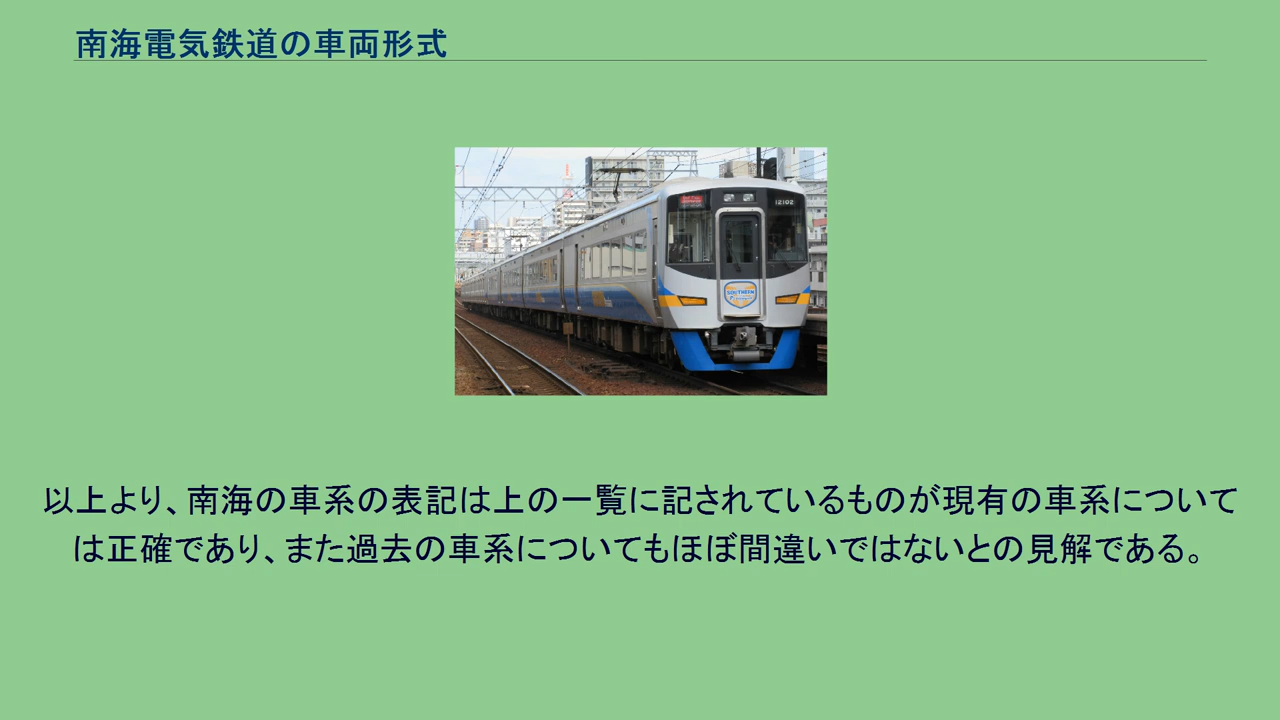 南海電気鉄道の車両形式
12102
SOUTHERN
以上より、南海の車系の表記は上の一覧に記されているものが現有の車系について
は正確であり、また過去の車系についてもほぼ間違いではないとの見解である。